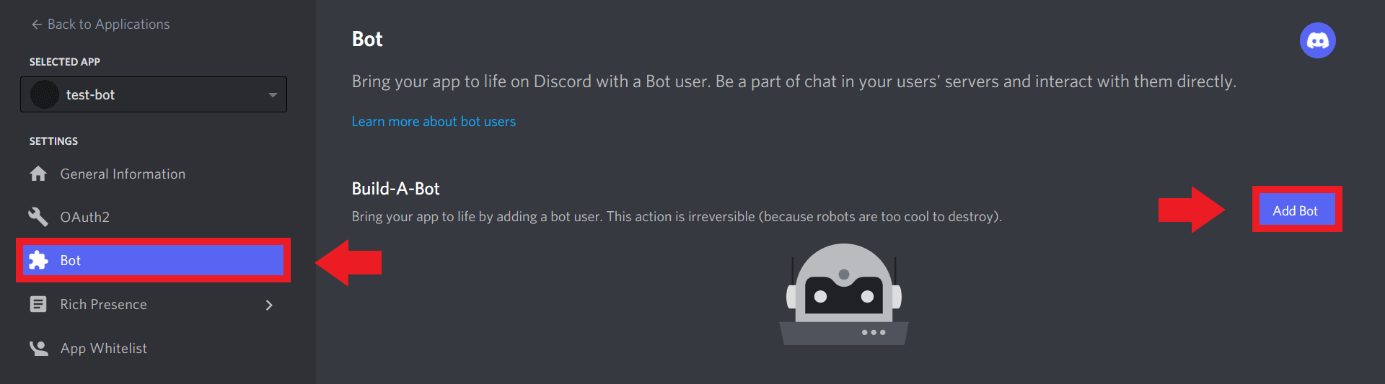 Back to Applications
SELECTED APP
test-bot
SETTINGS
General Information
OAuth2
Bot
Rich Presence
App Whitelist
Bot
Bring your app to life on Discord with a Bot user. Be a part of chat in your users' servers and interact with them directly.
Learn more about bot users
Build-A-Bot
Bring your app to life by adding a bot user. This action is irreversible (because robots are too cool to destroy).
Add Bot